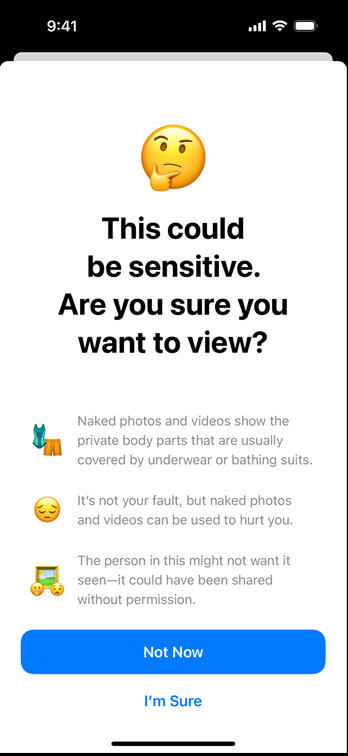 9:41
This could
be sensitive.
Are you sure you
want to view?
Naked photos and videos show the
private body parts that are usually
covered by underwear or bathing suits.
It’s not your fault, but naked photos
and videos can be used to hurt you.
The person in this might not want it
seen—it could have been shared
without permission.
Not Now
I’m Sure